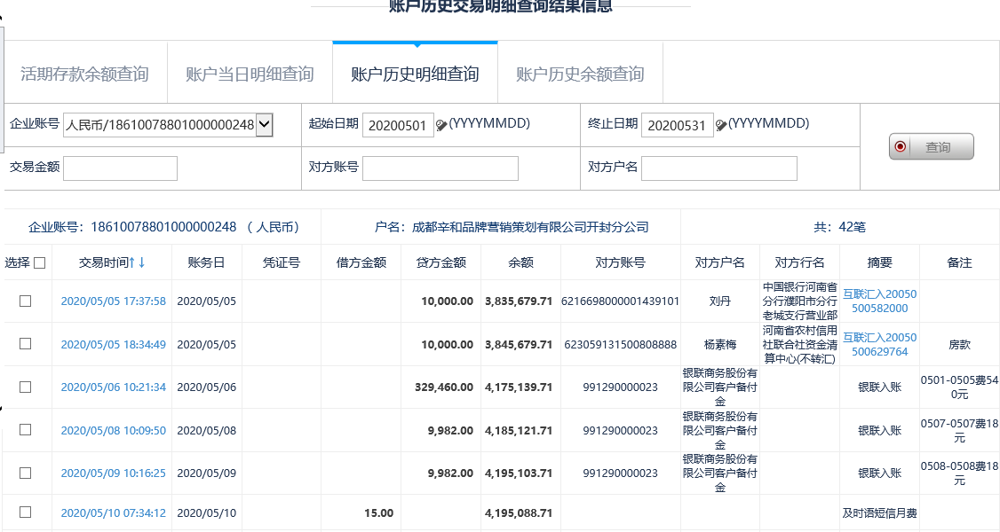 账户历史交易明细查询结果信息
活期存款余额查询 账户当日明细查询 账户历史明细查询 账户历史余额查询
企业账号 人民币/18610078801000000248 起始日期 20200501 (YYYYMMDD) 终止日期 20200531 (YYYYMMDD)
查询
交易金额 对方账号 对方户名
企业账号：18610078801000000248 （ 人民币） 户名：成都辛和品牌营销策划有限公司开封分公司 共：42笔
选择 交易时间↑↓ 账务日 凭证号 借方金额 贷方金额 余额 对方账号 对方户名 对方行名 摘要 备注
2020/05/05 17:37:58 2020/05/05 10,000.00 3,835,679.71 6216698000001439101 刘丹
中国银行河南省
分行濮阳市分行
老城支行营业部
互联汇入20050
500582000
2020/05/05 18:34:49 2020/05/05 10,000.00 3,845,679.71 623059131500808888 杨素梅
河南省农村信用
社联合社资金清
算中心(不转汇)
互联汇入20050
500629764
房款
2020/05/06 10:21:34 2020/05/06 329,460.00 4,175,139.71 991290000023
银联商务股份有
限公司客户备付
金
银联入账
0501-0505费54
0元
2020/05/08 10:09:50 2020/05/08 9,982.00 4,185,121.71 991290000023
银联商务股份有
限公司客户备付
金
银联入账
0507-0507费18
元
2020/05/09 10:16:25 2020/05/09 9,982.00 4,195,103.71 991290000023
银联商务股份有
限公司客户备付
金
银联入账
0508-0508费18
元
2020/05/10 07:34:12 2020/05/10 15.00 4,195,088.71 及时语短信月费